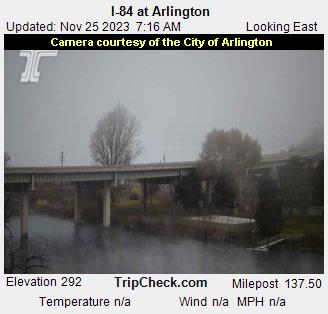 I-84 at Arlington
Updated: Nov 25 2023 7:16 AM Looking East
Camera courtesy of the City of Arlington
Elevation 292 TripCheck.com Milepost 137.50
Temperature n/a Wind n/a MPH n/a